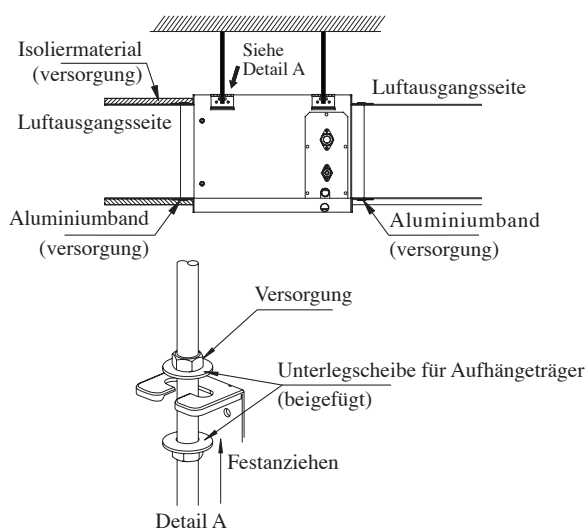 Isoliermaterial
(versorgung)
Siehe
Detail A
Luftausgangsseite
Luftausgangsseite
Aluminiumband
(versorgung)
Aluminiumband
(versorgung)
Versorgung
Unterlegscheibe für Aufhängeträger
(beigefügt)
Festanziehen
Detail A